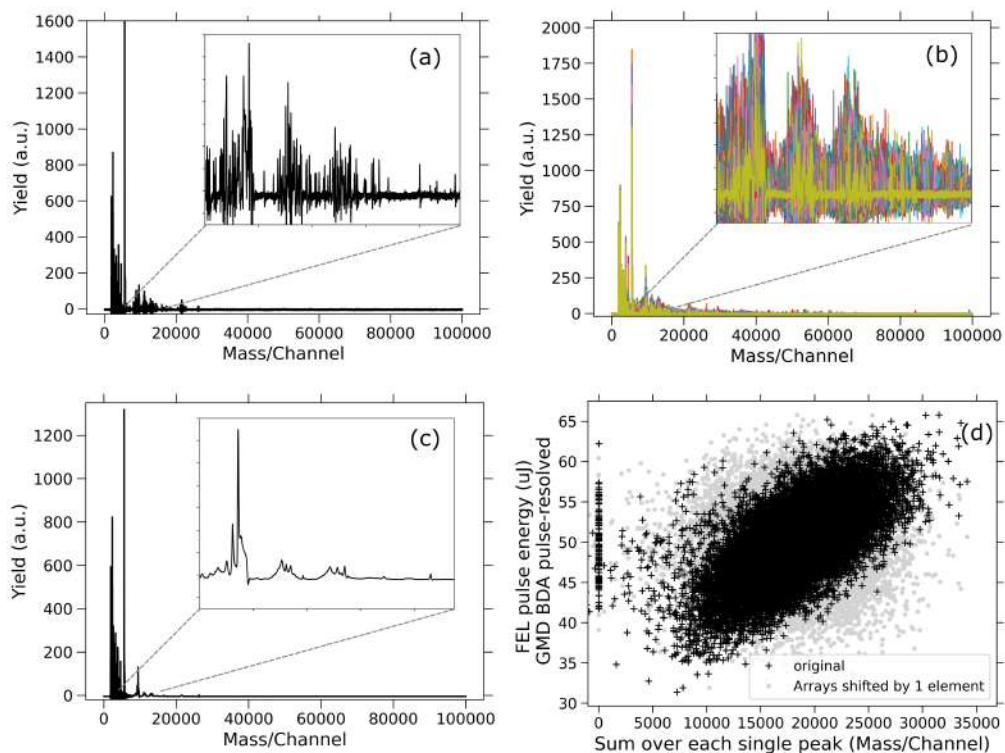 (a)
Yield (a.u.)
1600
1400
1200
1000
800
600
400
200
0
0 20000 40000 60000 80000 100000
Mass/Channel
(b)
Yield (a.u.)
2000
1750
1500
1250
1000
750
500
250
0
0 20000 40000 60000 80000 100000
Mass/Channel
(c)
Yield (a.u.)
1200
1000
800
600
400
200
0
0 20000 40000 60000 80000 100000
Mass/Channel
(d)
FEL pulse energy (uJ)
GMD BDA pulse-resolved
65
60
55
50
45
40
35
30
+ original
Arrays shifted by 1 element
0 5000 10000 15000 20000 25000 30000 35000
Sum over each single peak (Mass/Channel)